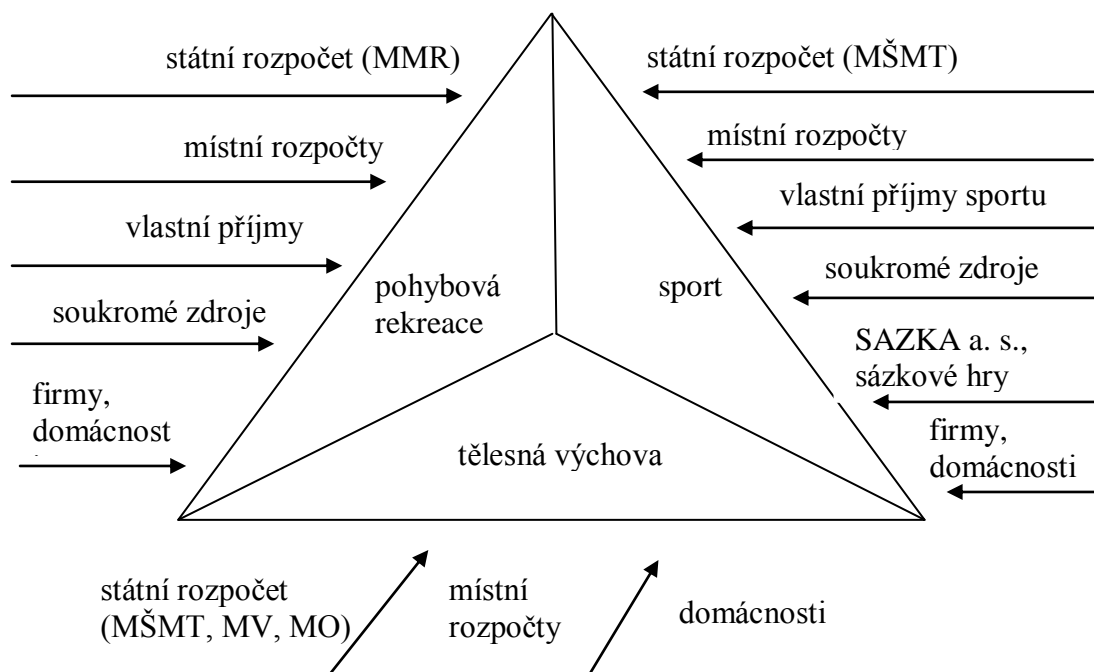 státní rozpočet (MMR)
místní rozpočty
vlastní příjmy
soukromé zdroje
firmy,
domácnost
pohybová
rekreace
sport
tělesná výchova
státní rozpočet (MŠMT)
místní rozpočty
vlastní příjmy sportu
soukromé zdroje
SAZKA a. s.,
sázkové hry
firmy,
domácnosti
státní rozpočet
(MŠMT, MV, MO)
místní
rozpočty
domácnosti